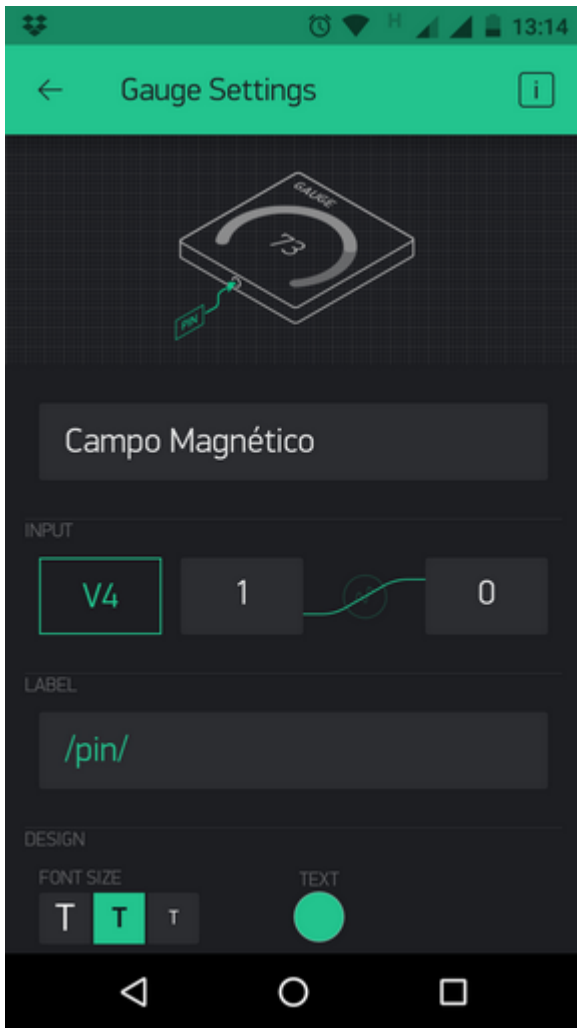 H 13:14
Gauge Settings i
GAUGE
73
PIN
Campo Magnético
INPUT
V4 1 0
LABEL
/pin/
DESIGN
FONT SIZE TEXT
T T T